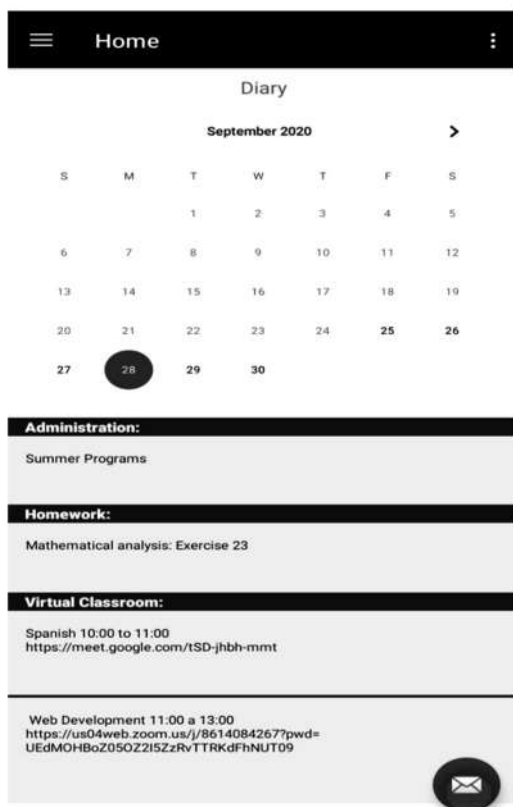 Home
Diary
September 2020
S M T W T F S
1 2 3 4 5
6 7 8 9 10 11 12
13 14 15 16 17 18 19
20 21 22 23 24 25 26
27 28 29 30
Administration:
Summer Programs
Homework:
Mathematical analysis: Exercise 23
Virtual Classroom:
Spanish 10:00 to 11:00
https://meet.google.com/tSD-jhbh-mmt
Web Development 11:00 a 13:00
https://us04web.zoom.us/j/8614084267?pwd=
UEdMOHBoZ05OZ2I5ZzRvTTRKdFhNUT09